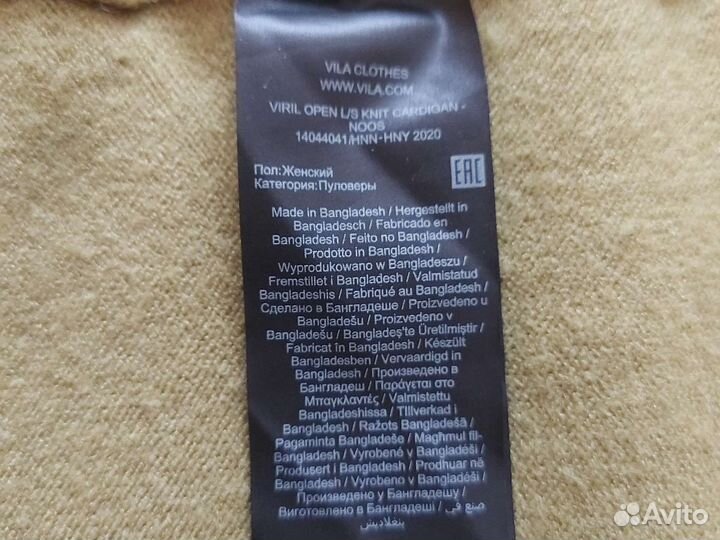 VILA CLOTHES
WWW.VILA.COM
VIRIL OPEN L/S KNIT CARDIGAN -
NOOS
14044041/HNN-HNY 2020
Пол:Женский
Категория:Пуловеры
EAC
Made in Bangladesh / Hergestellt in
Bangladesch / Fabricado en
Bangladesh / Feito no Bangladesh /
Prodotto in Bangladesh /
Wyprodukowano w Bangladeszu /
Fremstillet i Bangladesh / Valmistatud
Bangladeshis / Fabriqué au Bangladesh /
Сделано в Бангладеше / Proizvedeno u
Bangladešu / Proizvedeno v
Bangladešu / Bangladeş'te Üretilmiştir /
Fabricat în Bangladesh / Készült
Bangladesben / Vervaardigd in
Bangladesh / Произведено в
Бангладеш / Παράγεται στο
Μπαγκλαντές / Valmistettu
Bangladeshissa / Tillverkad i
Bangladesh / Ražots Bangladešā /
Pagaminta Bangladeše / Magħmul fil-
Bangladesh / Vyrobené v Bangladéši /
Produsert i Bangladesh / Prodhuar në
Bangladesh / Vyrobeno v Bangladéši /
Произведено у Бангладешу /
Виготовлено в Бангладеш / صنع في
بنغلاديش
Avito